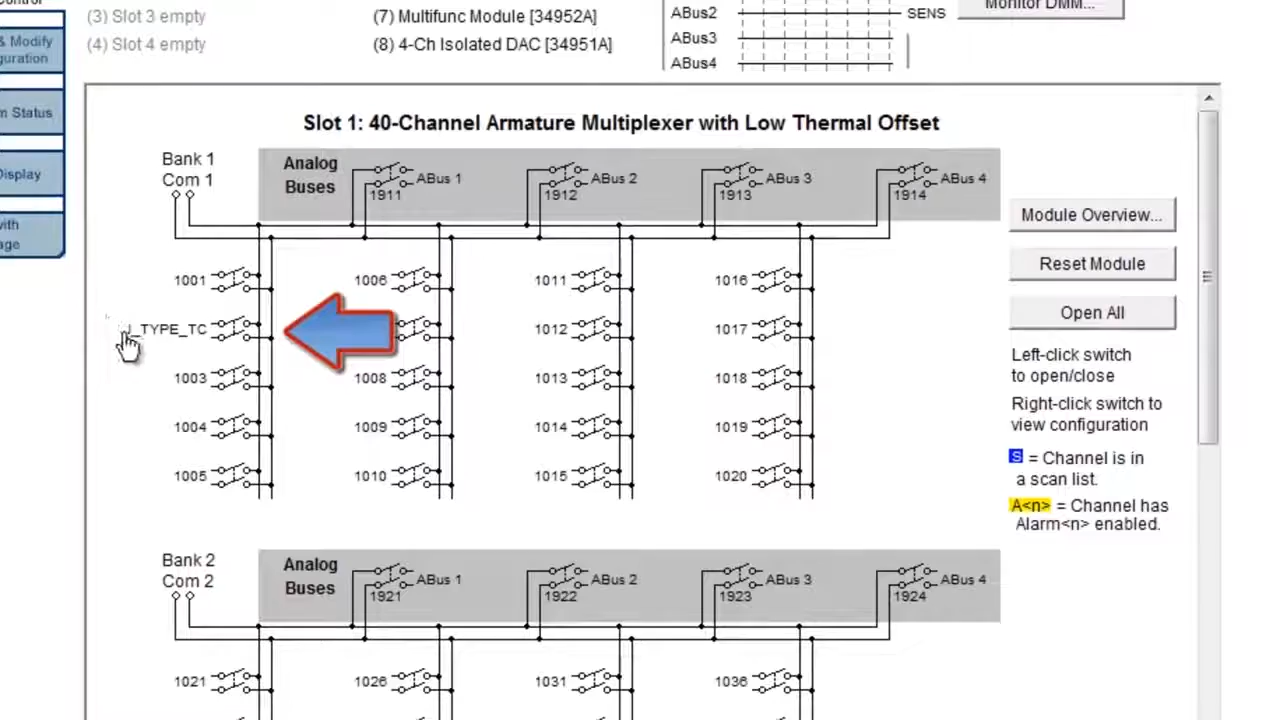 Control
(3) Slot 3 empty
(7) Multifunc Module [34952A]
ABus2
SENS
Monitor DMM...
& Modify
(4) Slot 4 empty
(8) 4-Ch Isolated DAC [34951A]
ABus3
ABus4
Slot 1: 40-Channel Armature Multiplexer with Low Thermal Offset
Status
Display
with
Bank 1
Com 1
Analog
Buses
1911
ABus 1
1912
ABus 2
1913
ABus 3
1914
ABus 4
Module Overview...
Reset Module
Open All
1001
1006
1011
1016
J_TYPE_TC
1012
1017
1003
1008
1013
1018
1004
1009
1014
1019
1005
1010
1015
1020
Left-click switch
to open/close
Right-click switch to
view configuration
S = Channel is in
a scan list.
A<n> = Channel has
Alarm<n> enabled.
Bank 2
Com 2
Analog
Buses
1921
ABus 1
1922
ABus 2
1923
ABus 3
1924
ABus 4
1021
1026
1031
1036